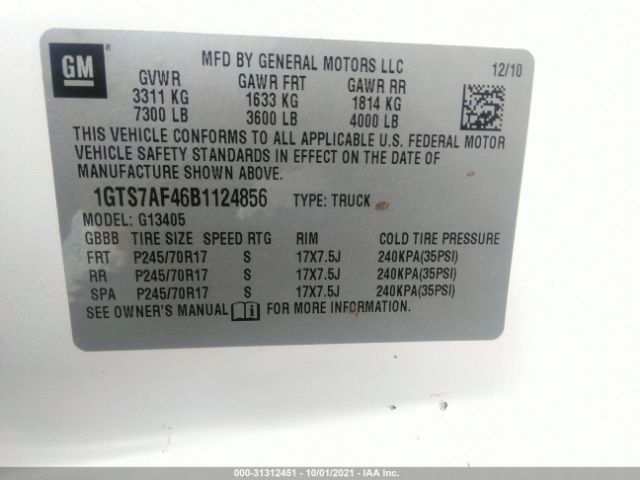 GM
MFD BY GENERAL MOTORS LLC 12/10
GVWR GAWR FRT GAWR RR
3311 KG 1633 KG 1814 KG
7300 LB 3600 LB 4000 LB
THIS VEHICLE CONFORMS TO ALL APPLICABLE U.S. FEDERAL MOTOR
VEHICLE SAFETY STANDARDS IN EFFECT ON THE DATE OF
MANUFACTURE SHOWN ABOVE.
1GTS7AF46B1124856 TYPE: TRUCK
MODEL: G13405
GBBB TIRE SIZE SPEED RTG RIM COLD TIRE PRESSURE
FRT P245/70R17 S 17X7.5J 240KPA(35PSI)
RR P245/70R17 S 17X7.5J 240KPA(35PSI)
SPA P245/70R17 S 17X7.5J 240KPA(35PSI)
SEE OWNER'S MANUAL FOR MORE INFORMATION.
000-31312451 - 10/01/2021 - IAA Inc.